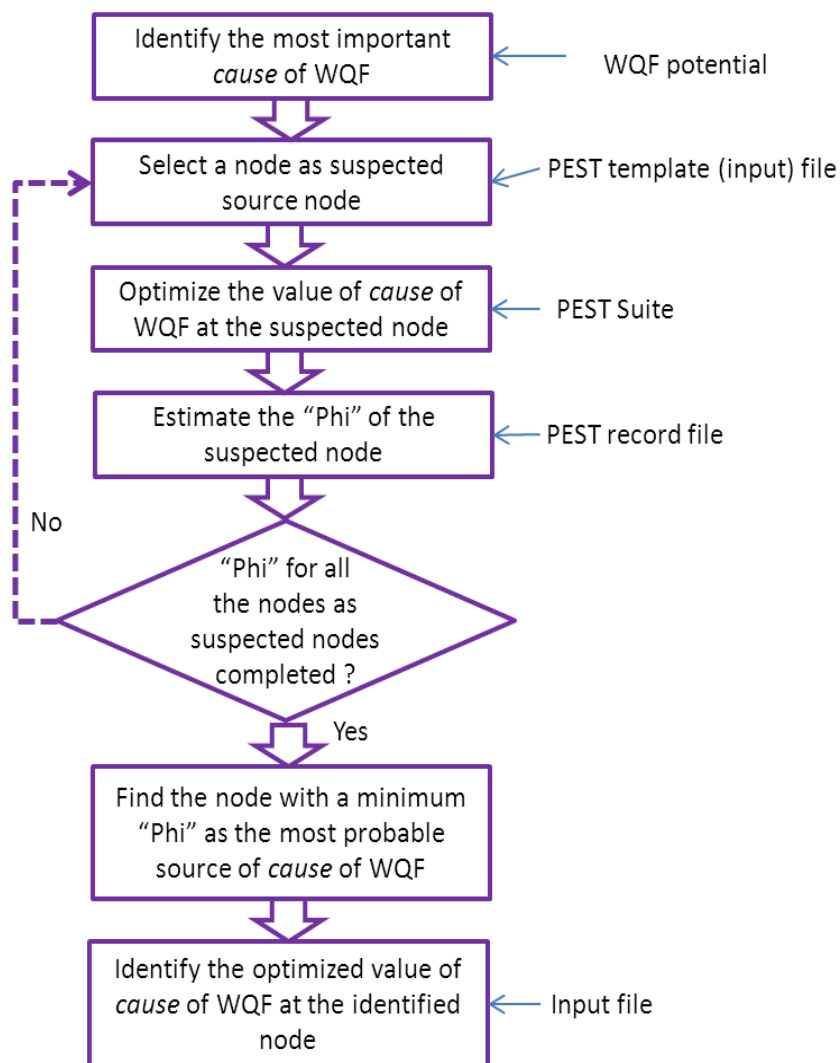 Identify the most important
cause of WQF
WQF potential
Select a node as suspected
source node
PEST template (input) file
Optimize the value of cause of
WQF at the suspected node
PEST Suite
Estimate the “Phi” of the
suspected node
PEST record file
No
“Phi” for all
the nodes as
suspected nodes
completed ?
Yes
Find the node with a minimum
“Phi” as the most probable
source of cause of WQF
Identify the optimized value of
cause of WQF at the identified
node
Input file